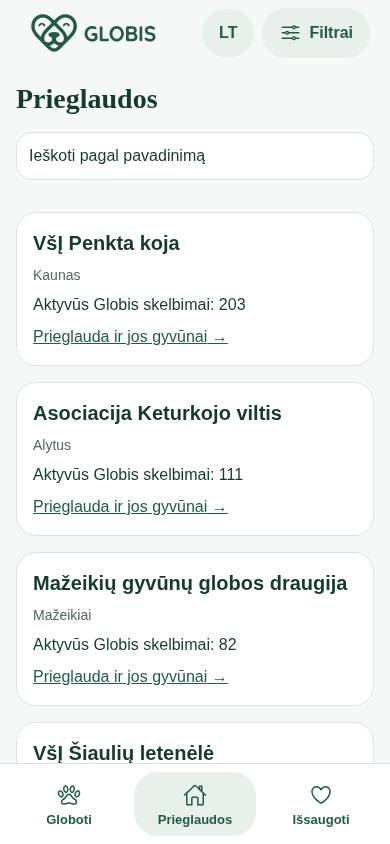 GLOBIS
LT
Filtrai
Prieglaudos
Ieškoti pagal pavadinimą
VšĮ Penkta koja
Kaunas
Aktyvūs Globis skelbimai: 203
Prieglauda ir jos gyvūnai →
Asociacija Keturkojo viltis
Alytus
Aktyvūs Globis skelbimai: 111
Prieglauda ir jos gyvūnai →
Mažeikių gyvūnų globos draugija
Mažeikiai
Aktyvūs Globis skelbimai: 82
Prieglauda ir jos gyvūnai →
VšĮ Šiaulių letenėlė
Globoti
Prieglaudos
Išsaugoti